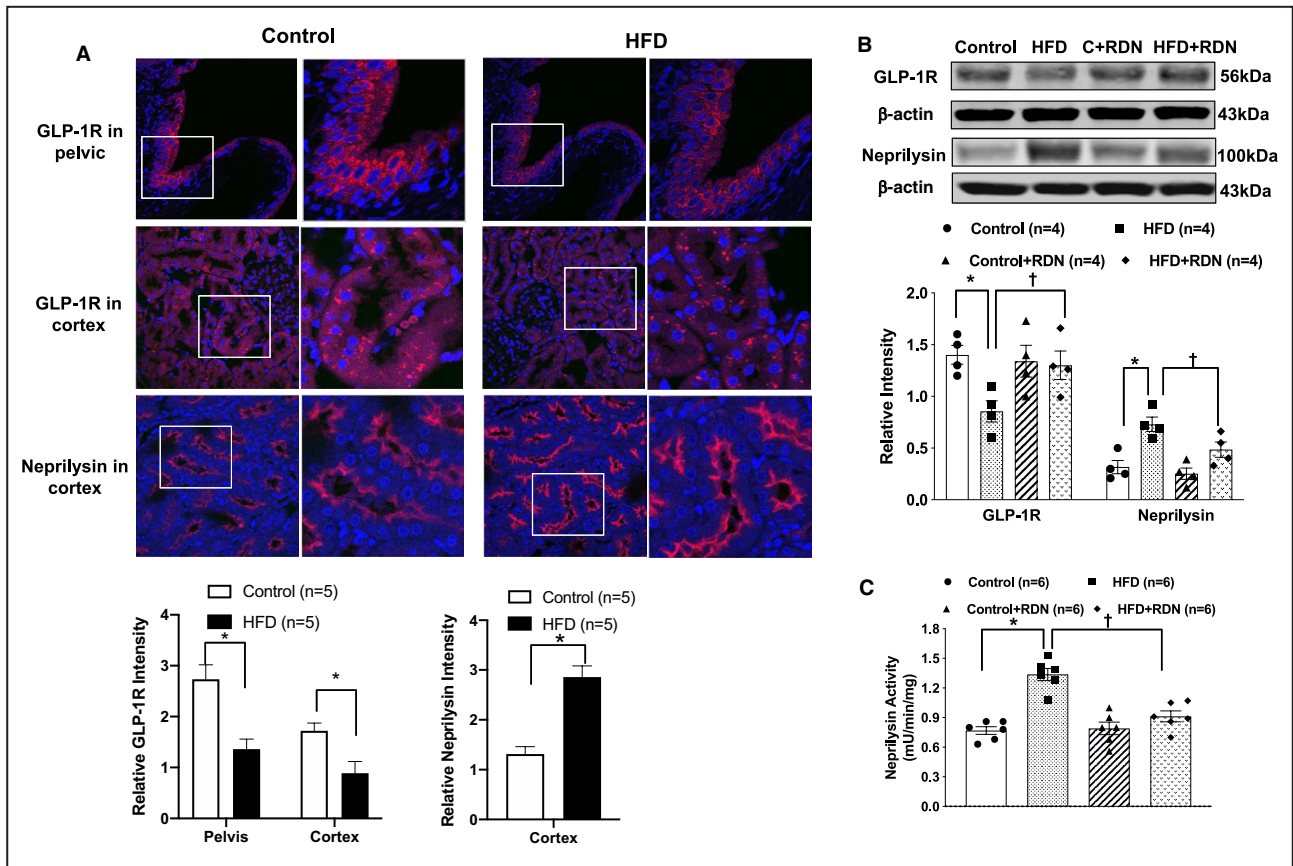 A
Control
HFD
GLP-1R in
pelvic
GLP-1R in
cortex
Neprilysin in
cortex
Control (n=5)
HFD (n=5)
Relative GLP-1R Intensity
4
3
2
1
0
*
*
Pelvis
Cortex
Control (n=5)
HFD (n=5)
Relative Neprilysin Intensity
4
3
2
1
0
*
Cortex
B
Control HFD C+RDN HFD+RDN
GLP-1R 56kDa
β-actin 43kDa
Neprilysin 100kDa
β-actin 43kDa
Control (n=4) HFD (n=4)
Control+RDN (n=4) HFD+RDN (n=4)
Relative Intensity
2.0
1.5
1.0
0.5
0.0
* †
* †
GLP-1R
Neprilysin
C
Control (n=6) HFD (n=6)
Control+RDN (n=6) HFD+RDN (n=6)
Neprilysin Activity
(mU/min/mg)
1.8
1.5
1.2
0.9
0.6
0.3
0.0
* †